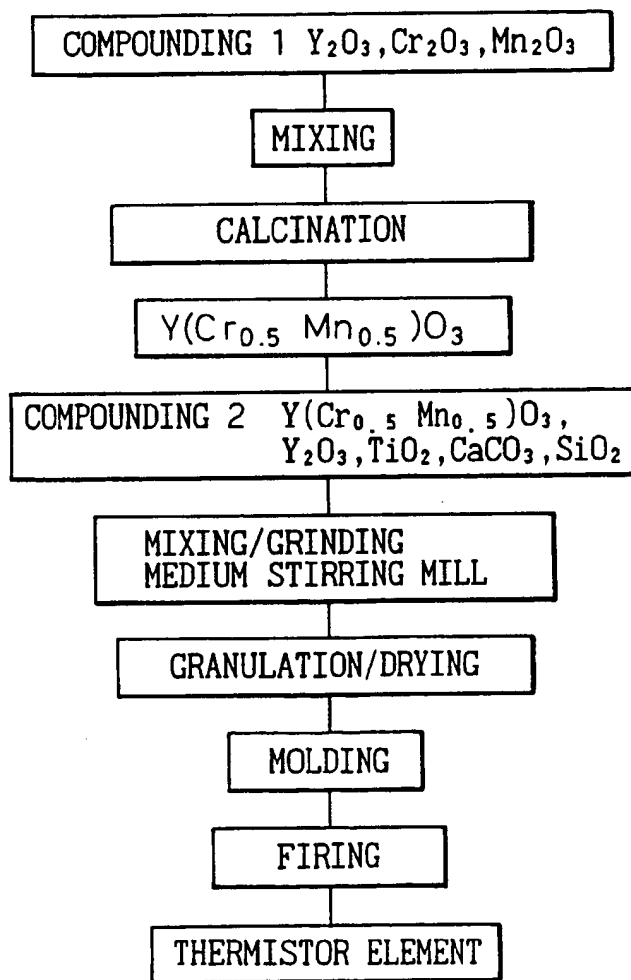 COMPOUNDING 1 Y₂O₃,Cr₂O₃,Mn₂O₃
MIXING
CALCINATION
Y(Cr₀.₅ Mn₀.₅)O₃
COMPOUNDING 2 Y(Cr₀.₅ Mn₀.₅)O₃,
Y₂O₃,TiO₂,CaCO₃,SiO₂
MIXING/GRINDING
MEDIUM STIRRING MILL
GRANULATION/DRYING
MOLDING
FIRING
THERMISTOR ELEMENT